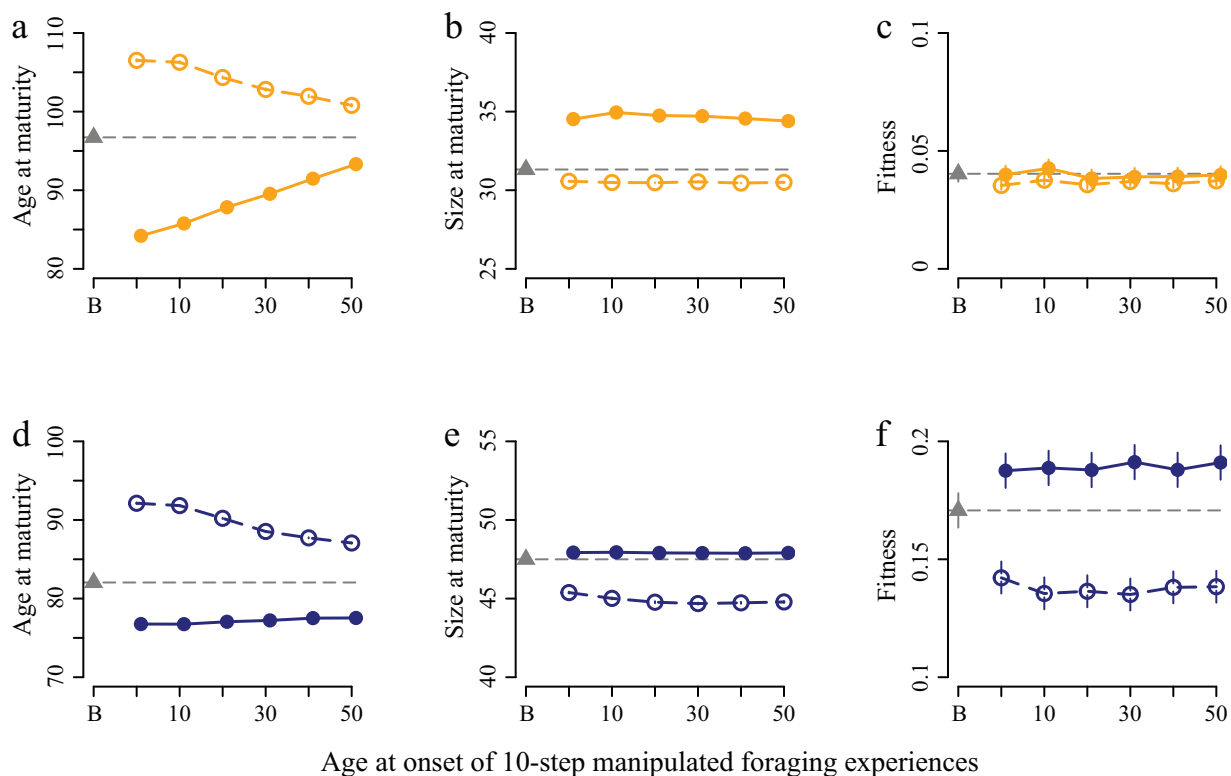 a
Age at maturity
110
100
90
80
B 10 30 50
b
Size at maturity
40
35
30
25
B 10 30 50
c
Fitness
0.1
0.05
0
B 10 30 50
d
Age at maturity
100
90
80
70
B 10 30 50
e
Size at maturity
55
50
45
40
B 10 30 50
f
Fitness
0.2
0.15
0.1
B 10 30 50
Age at onset of 10-step manipulated foraging experiences